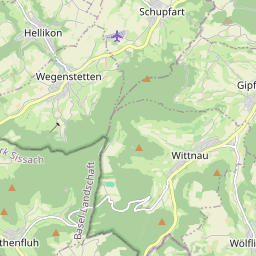 Schupfart
Hellikon
Wegenstetten
Gipf
rk Sissach
Wittnau
Basel-Landschaft
thenfluh
Wölfli